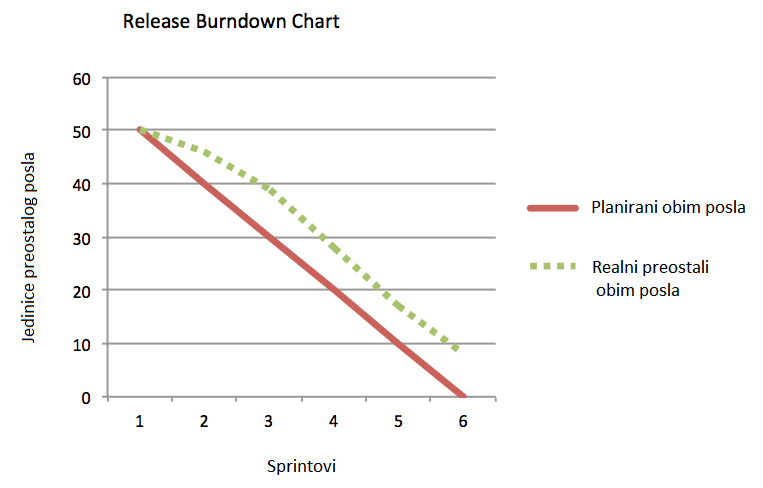 Release Burndown Chart
60
50
40
30
20
10
0
Jedinice preostalog posla
1 2 3 4 5 6
Sprintovi
Planirani obim posla
Realni preostali
obim posla